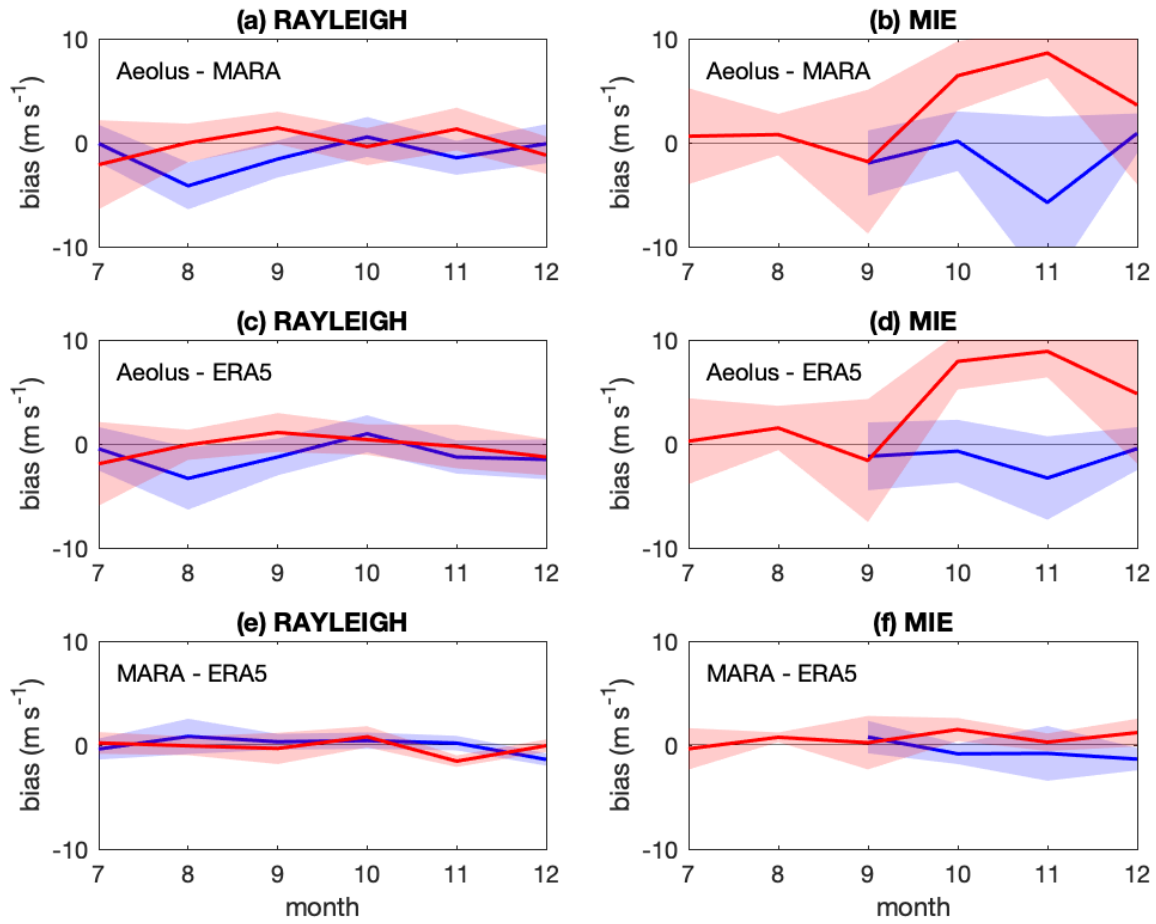 (a) RAYLEIGH
10
0
-10
bias (m s⁻¹)
Aeolus - MARA
7 8 9 10 11 12
(b) MIE
10
0
-10
bias (m s⁻¹)
Aeolus - MARA
7 8 9 10 11 12
(c) RAYLEIGH
10
0
-10
bias (m s⁻¹)
Aeolus - ERA5
7 8 9 10 11 12
(d) MIE
10
0
-10
bias (m s⁻¹)
Aeolus - ERA5
7 8 9 10 11 12
(e) RAYLEIGH
10
0
-10
bias (m s⁻¹)
MARA - ERA5
7 8 9 10 11 12
month
(f) MIE
10
0
-10
bias (m s⁻¹)
MARA - ERA5
7 8 9 10 11 12
month